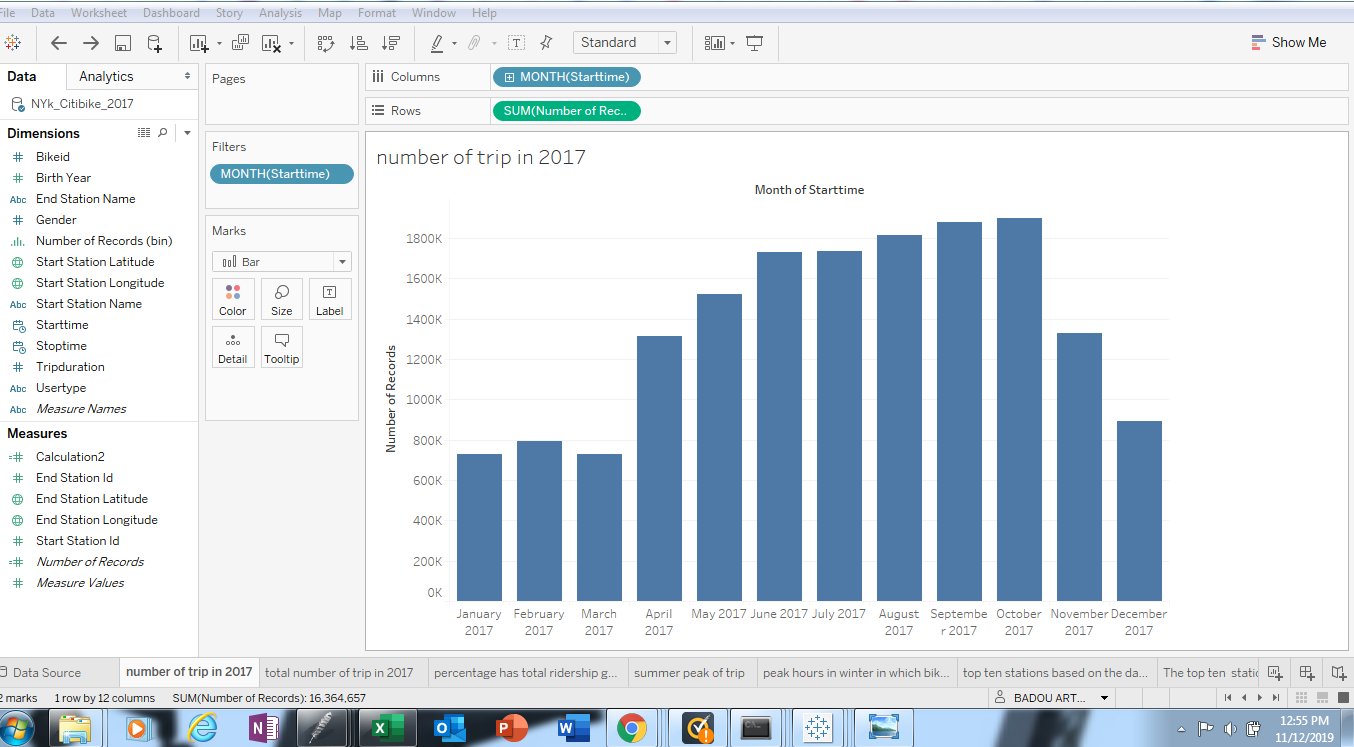 File Data Worksheet Dashboard Story Analysis Map Format Window Help
Standard
Show Me
Data Analytics
NYk_Citibike_2017
Dimensions
Bikeid
Birth Year
Abc End Station Name
Gender
Number of Records (bin)
Start Station Latitude
Start Station Longitude
Abc Start Station Name
Starttime
Stoptime
Tripduration
Abc Usertype
Abc Measure Names
Measures
=# Calculation2
# End Station Id
End Station Latitude
End Station Longitude
# Start Station Id
=# Number of Records
# Measure Values
Pages
Filters
MONTH(Starttime)
Marks
Bar
Color Size Label
Detail Tooltip
Columns MONTH(Starttime)
Rows SUM(Number of Rec..
number of trip in 2017
Month of Starttime
Number of Records
1800K
1600K
1400K
1200K
1000K
800K
600K
400K
200K
0K
January 2017
February 2017
March 2017
April 2017
May 2017
June 2017
July 2017
August 2017
Septembe
r 2017
October 2017
November 2017
December 2017
Data Source number of trip in 2017 total number of trip in 2017 percentage has total ridership g... summer peak of trip peak hours in winter in which bik... top ten stations based on the da... The top ten static
2 marks 1 row by 12 columns SUM(Number of Records): 16,364,657 BADOU ART...
12:55 PM
11/12/2019